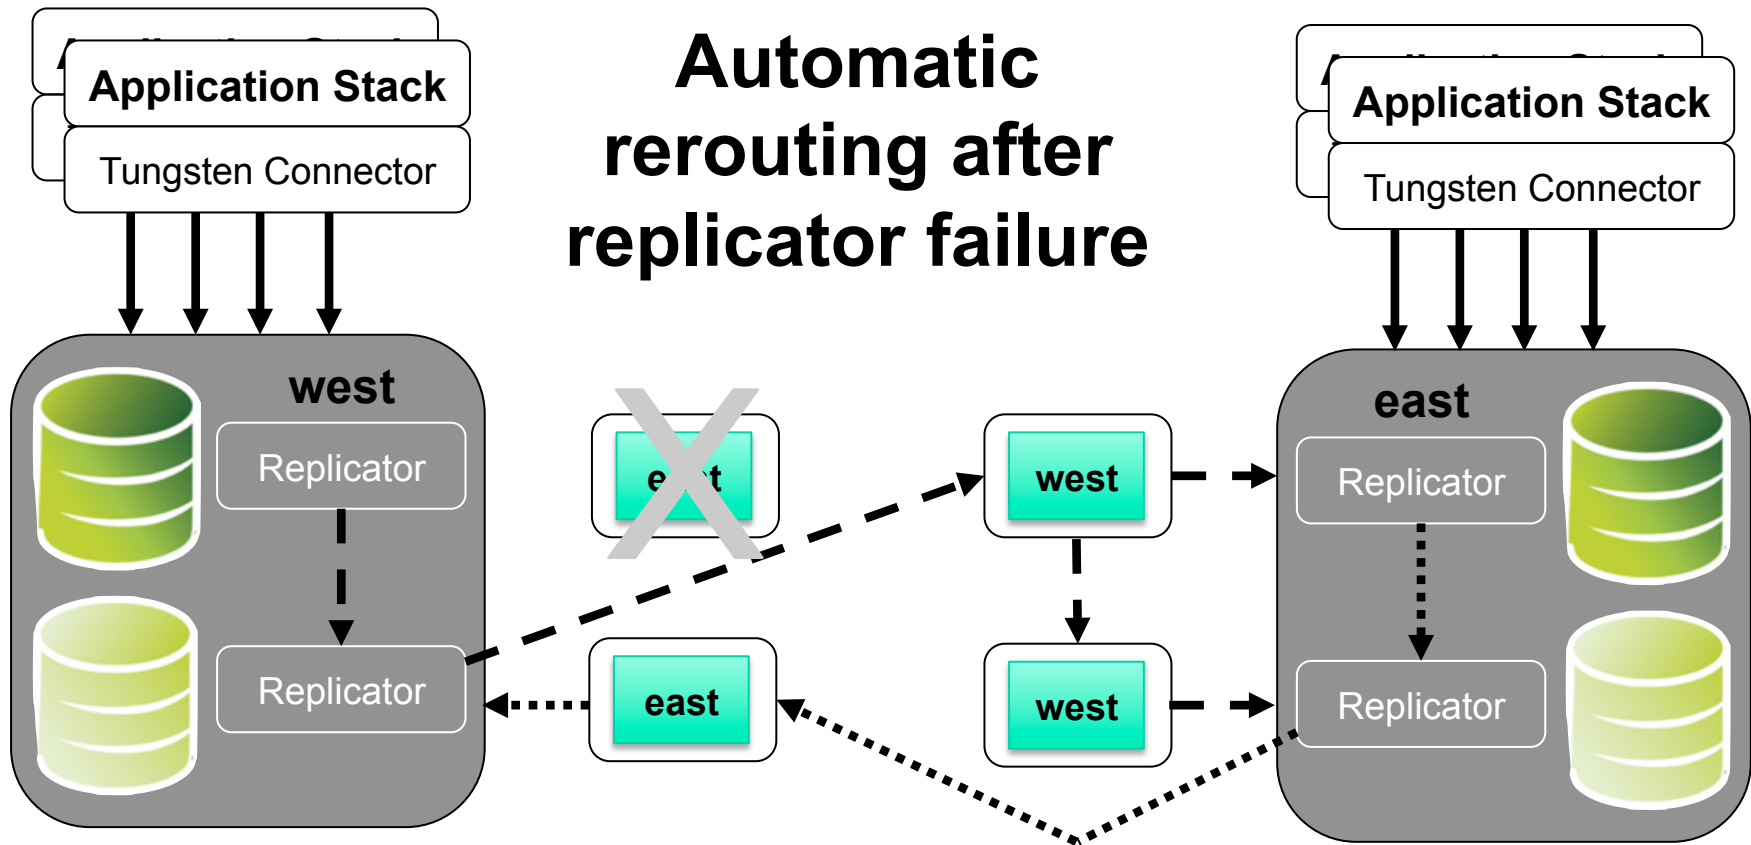 Automatic
rerouting after
replicator failure
Application Stack
Tungsten Connector
Application Stack
Tungsten Connector
west
Replicator
Replicator
east
west
east
west
east
Replicator
Replicator